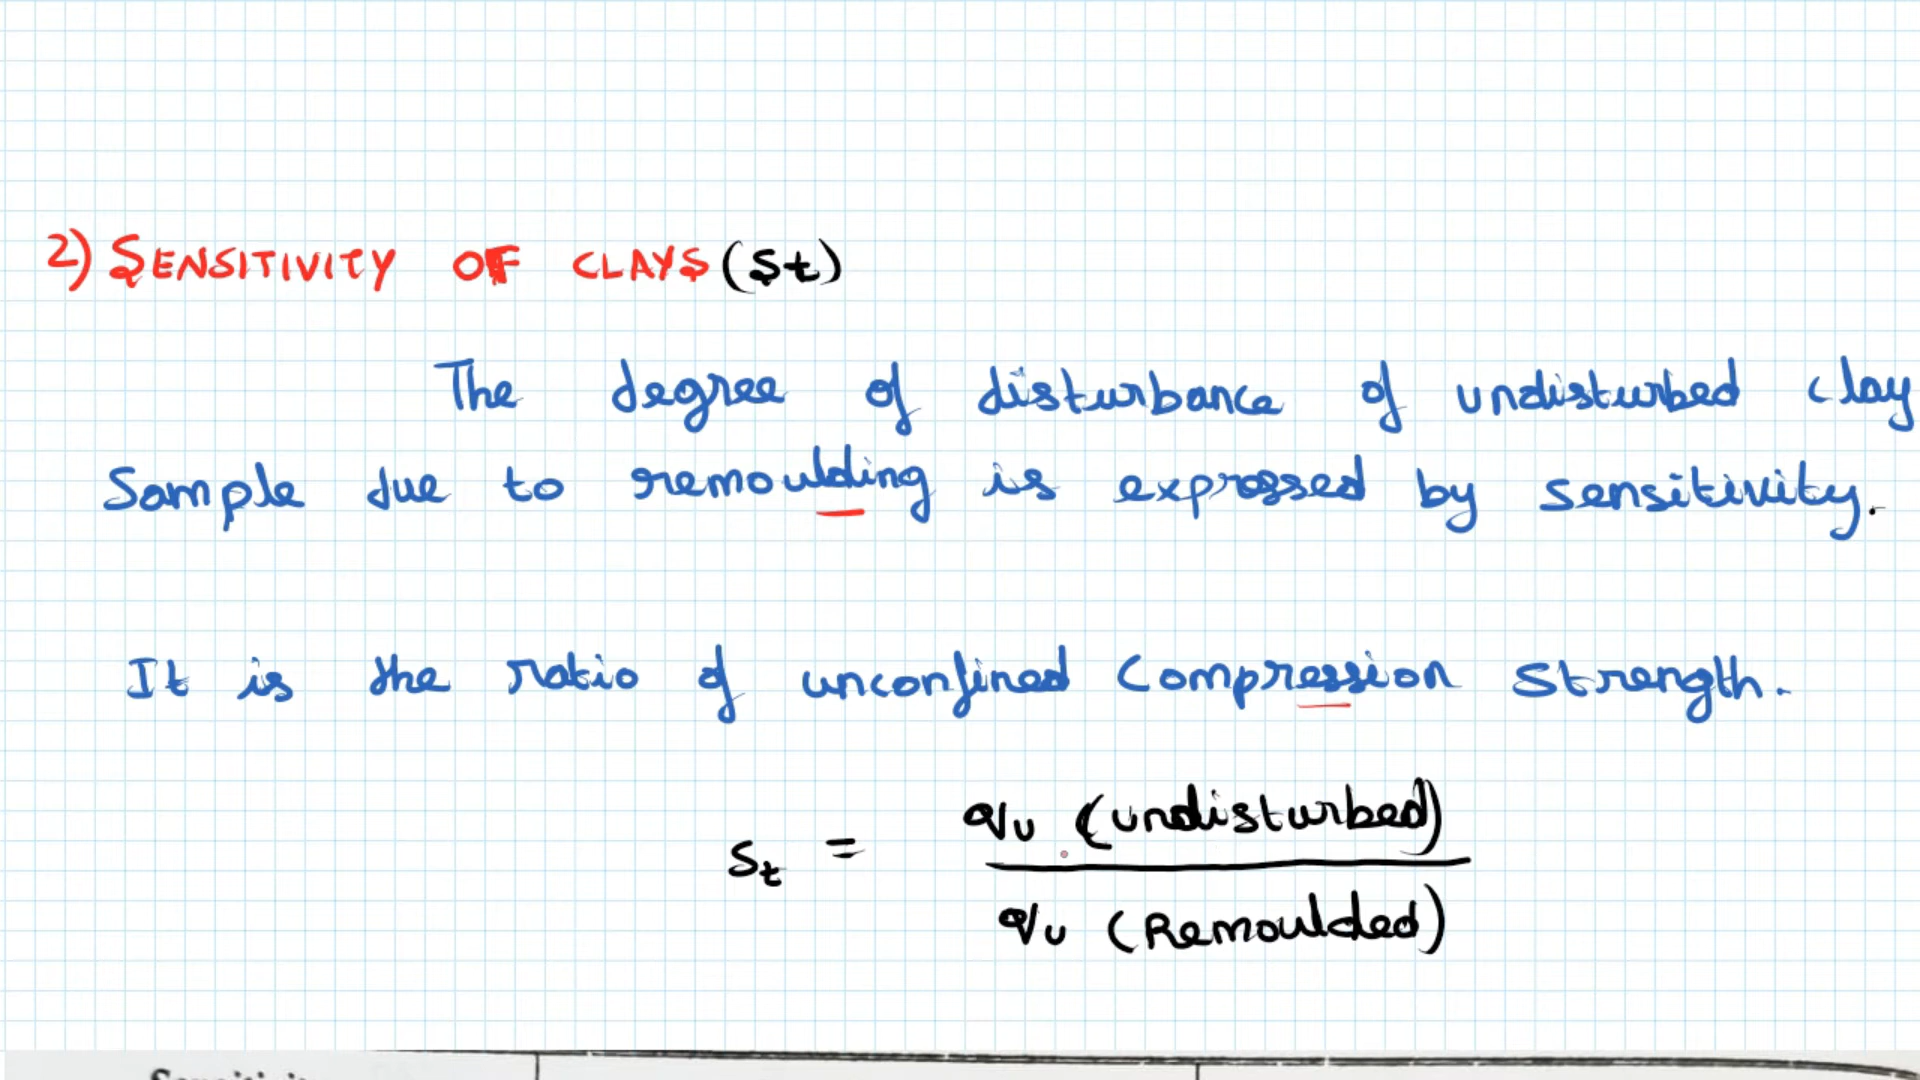 2) SENSITIVITY OF CLAYS (St)
The degree of disturbance of undisturbed clay
Sample due to remoulding is expressed by sensitivity.
It is the ratio of unconfined Compression Strength.
St = qu (undisturbed)
qu (Remoulded)